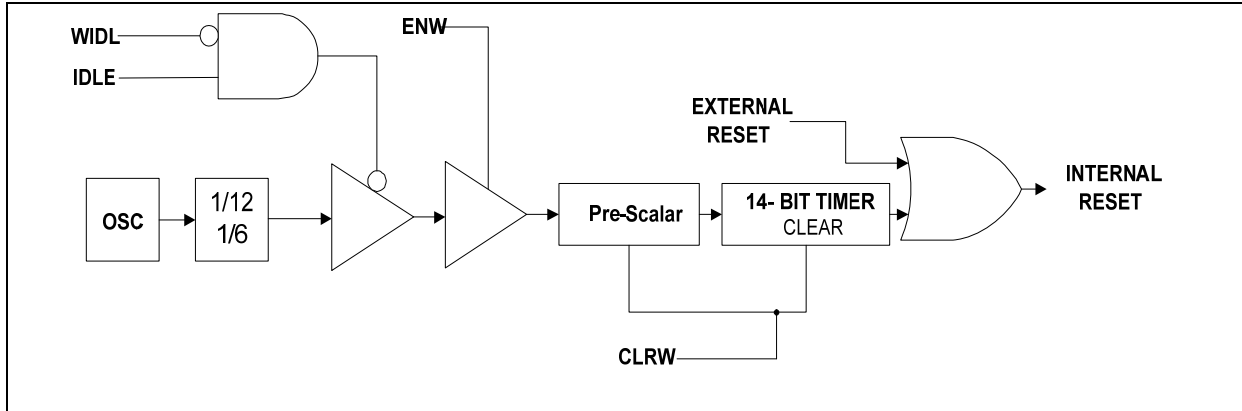 WIDL
IDLE
ENW
EXTERNAL
RESET
INTERNAL
RESET
OSC
1/12
1/6
Pre-Scalar
14- BIT TIMER
CLEAR
CLRW